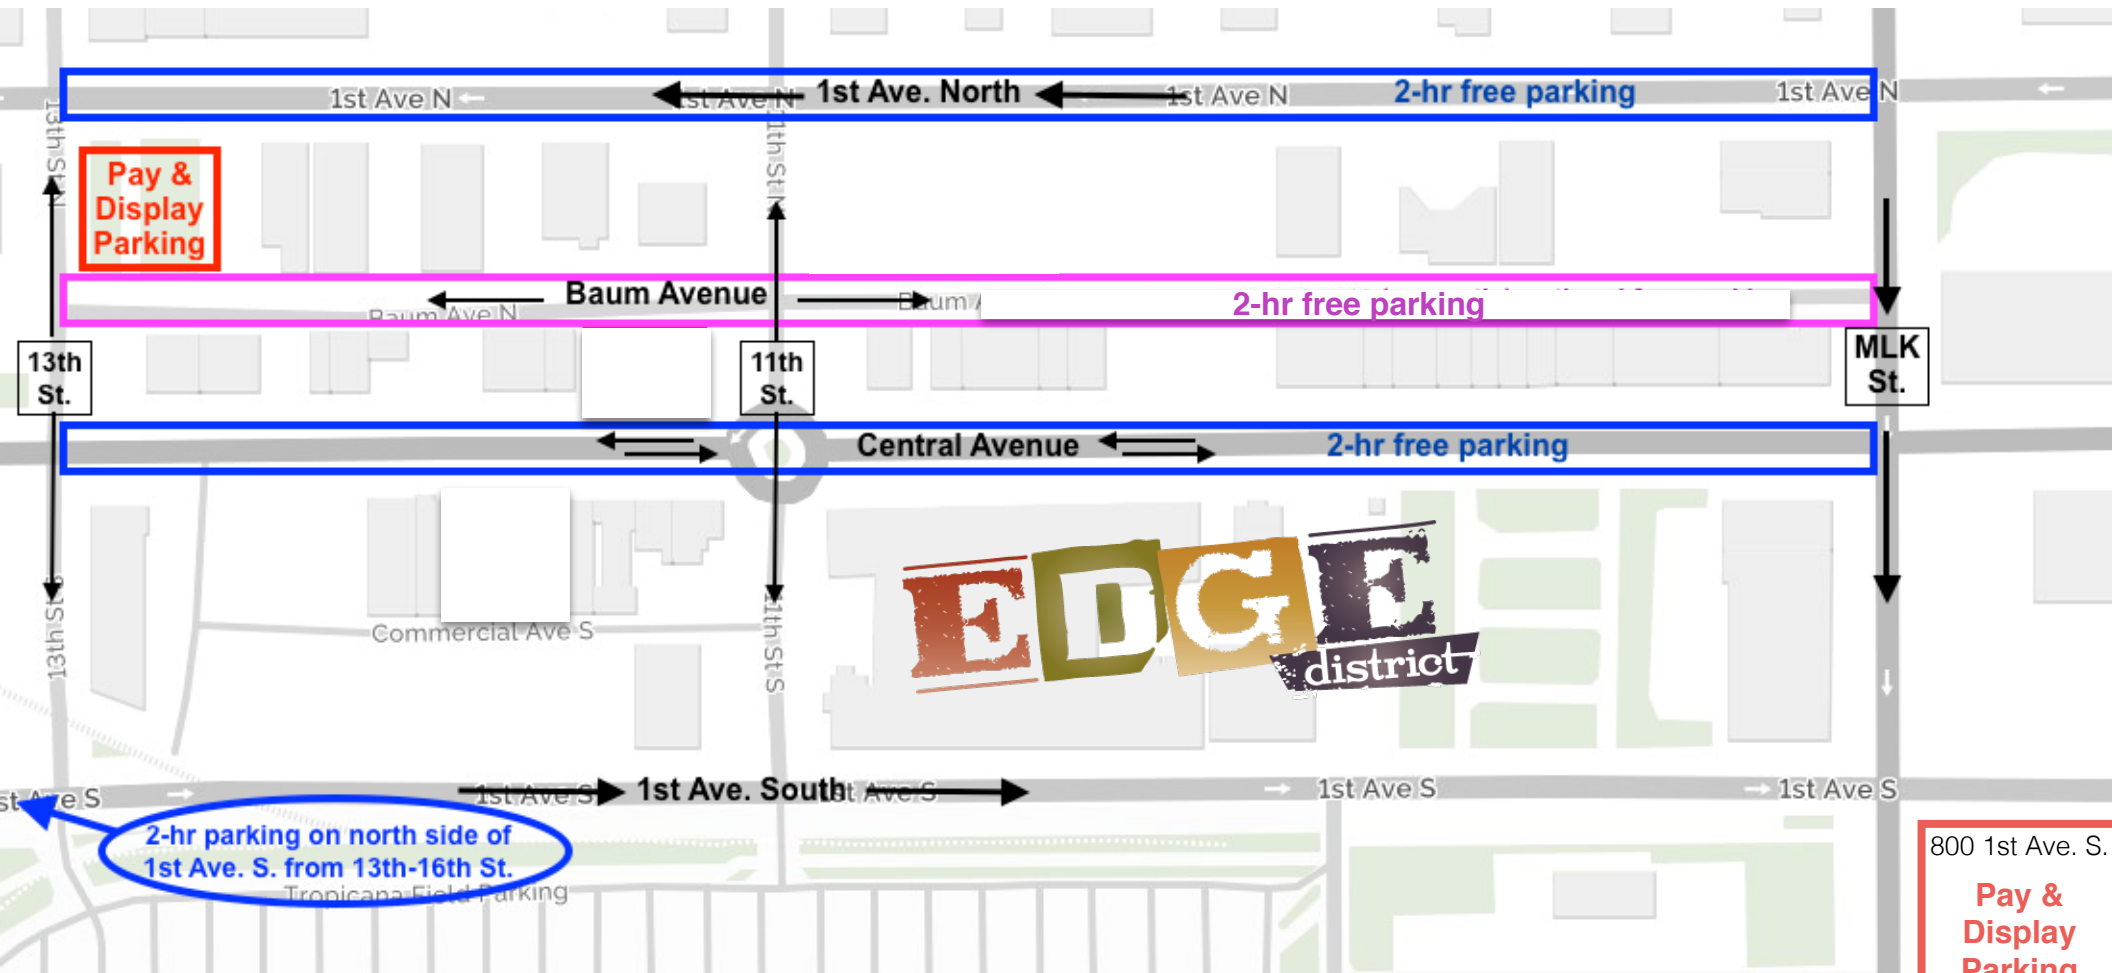 1st Ave N
1st Ave N
1st Ave. North
1st Ave N
2-hr free parking
1st Ave N
13th St N
11th St N
Pay &
Display
Parking
Baum Avenue
Baum
2-hr free parking
Baum Ave N
13th
St.
11th
St.
MLK
St.
Central Avenue
2-hr free parking
EDGE
district
Commercial Ave S
13th St S
11th St S
st Ave S
1st Ave S
1st Ave. South
st Ave S
1st Ave S
1st Ave S
2-hr parking on north side of
1st Ave. S. from 13th-16th St.
Tropicana Field Parking
800 1st Ave. S.
Pay &
Display
Parking